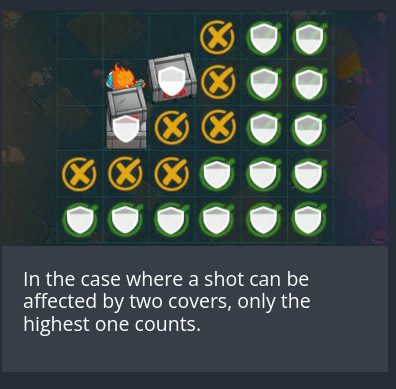 In the case where a shot can be
affected by two covers, only the
highest one counts.